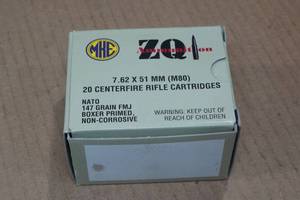 MKE
ZQI
Ammunition
7.62 X 51 MM (M80)
20 CENTERFIRE RIFLE CARTRIDGES
NATO
147 GRAIN FMJ
BOXER PRIMED,
NON-CORROSIVE
WARNING: KEEP OUT OF
REACH OF CHILDREN